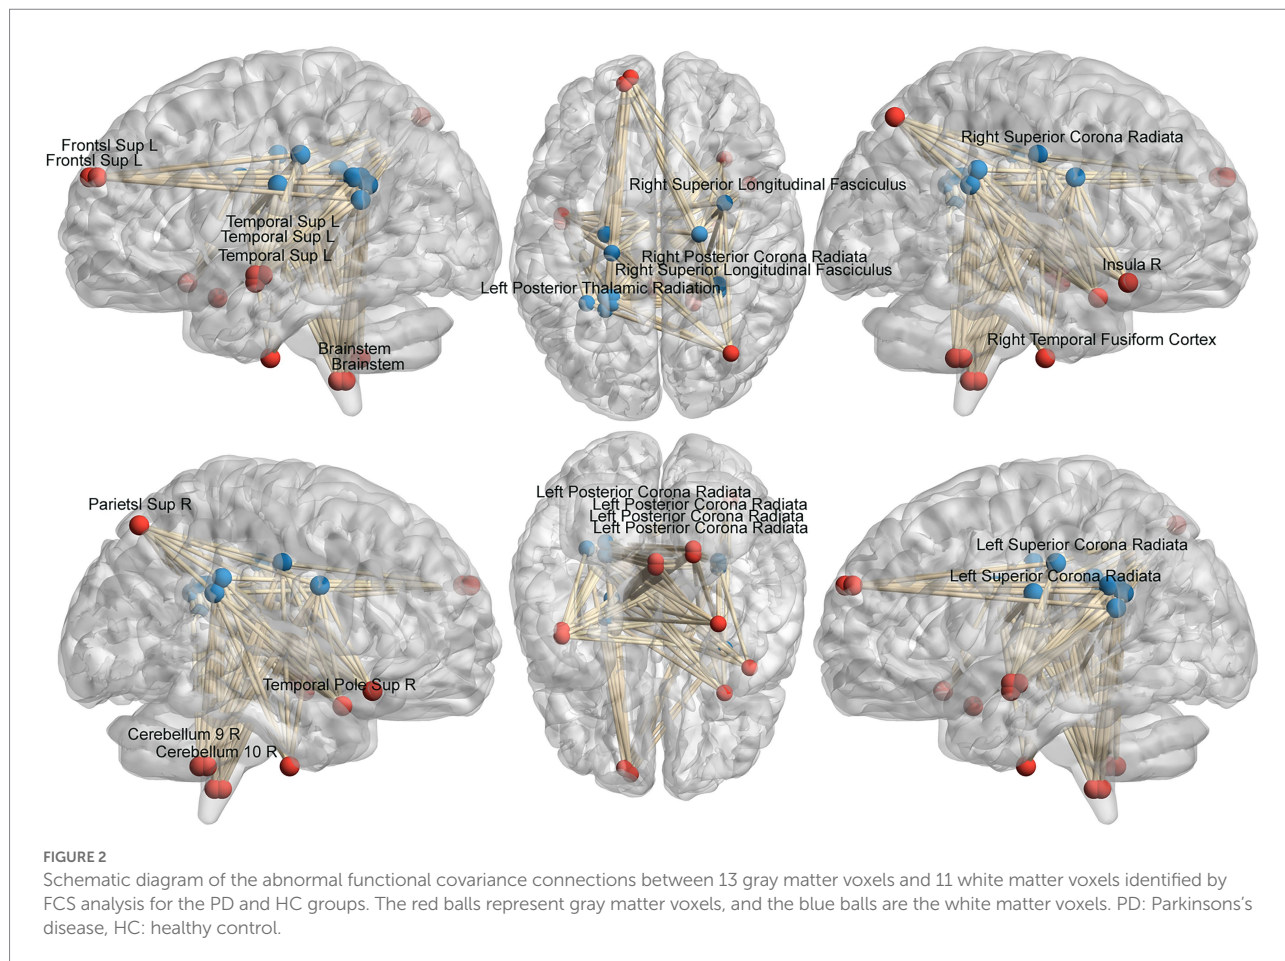 Frontsl Sup L
Frontsl Sup L
Temporal Sup L
Temporal Sup L
Temporal Sup L
Brainstem
Brainstem
Right Superior Longitudinal Fasciculus
Right Posterior Corona Radiata
Right Superior Longitudinal Fasciculus
Left Posterior Thalamic Radiation
Right Superior Corona Radiata
Insula R
Right Temporal Fusiform Cortex
Parietsl Sup R
Temporal Pole Sup R
Cerebellum 9 R
Cerebellum 10 R
Left Posterior Corona Radiata
Left Posterior Corona Radiata
Left Posterior Corona Radiata
Left Posterior Corona Radiata
Left Superior Corona Radiata
Left Superior Corona Radiata
FIGURE 2
Schematic diagram of the abnormal functional covariance connections between 13 gray matter voxels and 11 white matter voxels identified by
FCS analysis for the PD and HC groups. The red balls represent gray matter voxels, and the blue balls are the white matter voxels. PD: Parkinsons's
disease, HC: healthy control.